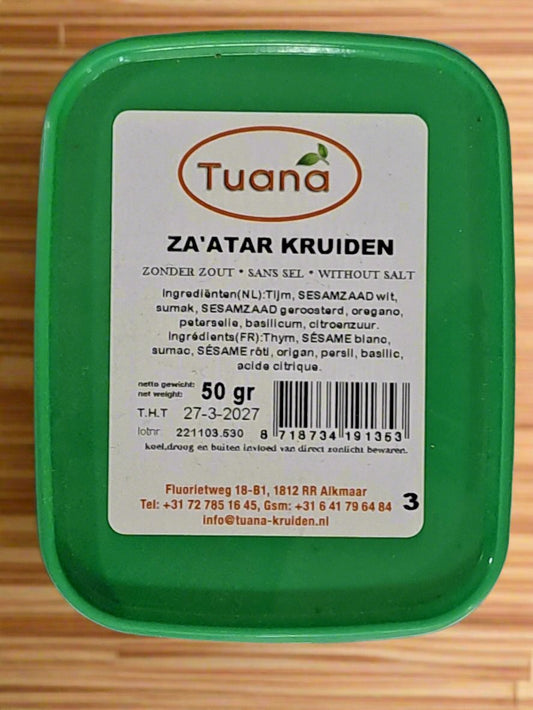 Tuana
ZA'ATAR KRUIDEN
ZONDER ZOUT • SANS SEL • WITHOUT SALT
Ingrediënten(NL):Tijm, SESAMZAAD wit,
sumak, SESAMZAAD geroosterd, oregano,
peterselie, basilicum, citroenzuur.
Ingrédients(FR):Thym, SÉSAME blanc,
sumac, SÉSAME rôti, origan, persil, basilic,
acide citrique.
netto gewicht:
net weight:
50 gr
T.H.T 27-3-2027
lotnr. 221103.530
8 718734 191353
koel,droog en buiten invloed van direct zonlicht bewaren.
Fluorietweg 18-B1, 1812 RR Alkmaar
Tel: +31 72 785 16 45, Gsm: +31 6 41 79 64 84
info@tuana-kruiden.nl
3